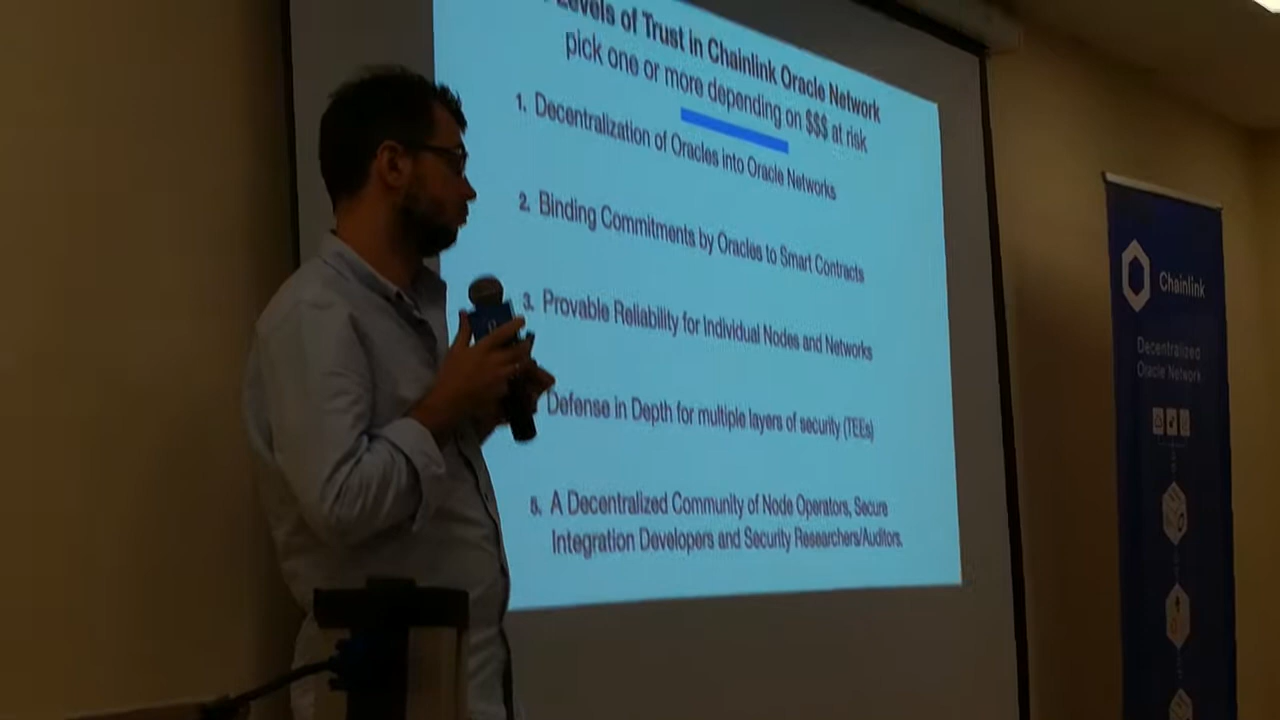 Levels of Trust in Chainlink Oracle Network
pick one or more depending on $$$ at risk
1. Decentralization of Oracles into Oracle Networks
2. Binding Commitments by Oracles to Smart Contracts
3. Provable Reliability for Individual Nodes and Networks
Defense in Depth for multiple layers of security (TEEs)
5. A Decentralized Community of Node Operators, Secure
Integration Developers and Security Researchers/Auditors.
Chainlink
Decentralized
Oracle Network